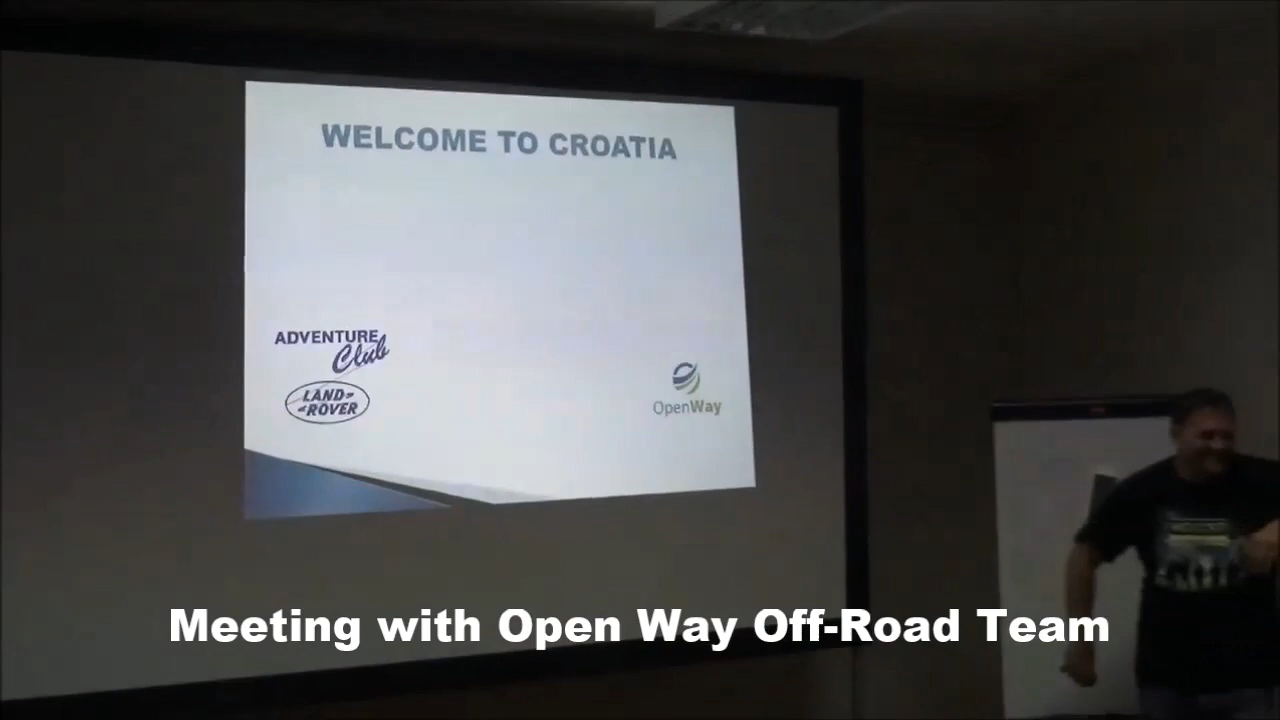 WELCOME TO CROATIA
ADVENTURE
Club
LAND-
ROVER
OpenWay
Meeting with Open Way Off-Road Team